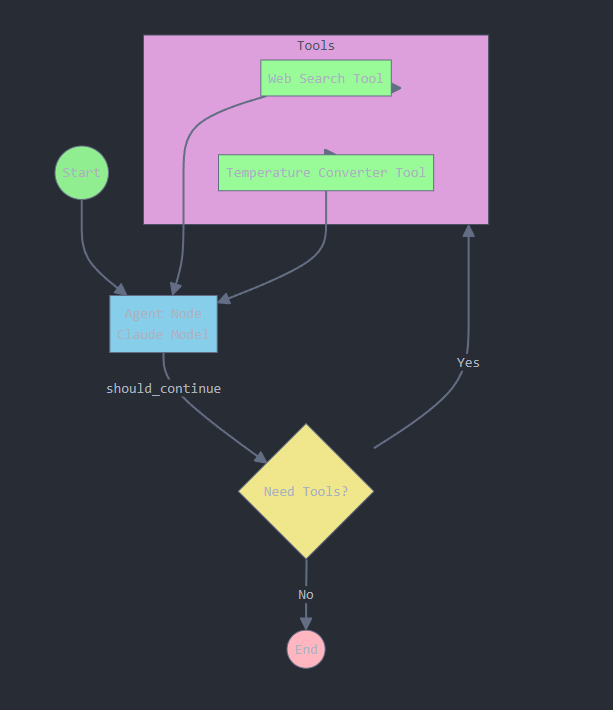 Tools
Web Search Tool
Start
Temperature Converter Tool
Agent Node
Claude Model
Yes
should_continue
Need Tools?
No
End